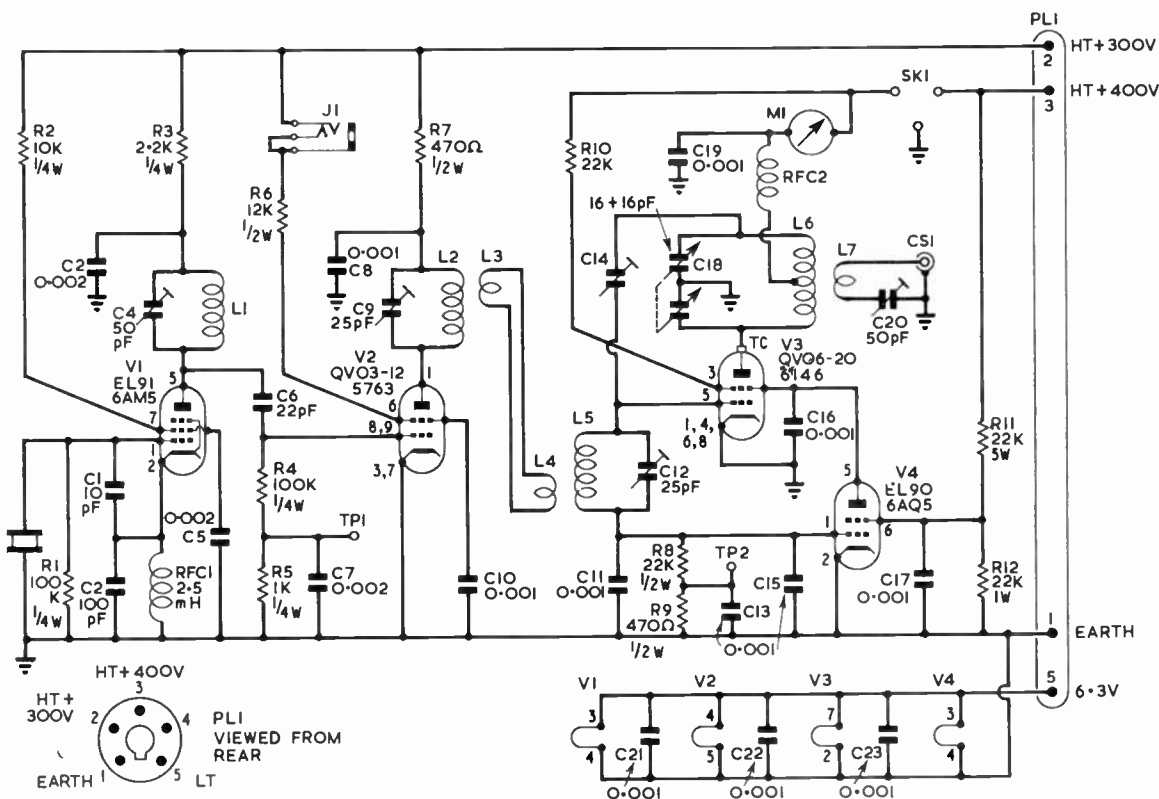 PL1
HT+300V
2
HT+400V
3
SK1
R2
10K
1/4W
R3
2·2K
1/4W
J1
R6
12K
1/2W
R7
470Ω
1/2W
R10
22K
M1
C19
0·001
RFC2
16+16pF
C14
C18
L6
L7
CS1
C20
50pF
C2
0·002
C4
50
pF
L1
0·001
C8
C9
25pF
L2
L3
V1
EL91
6AM5
5
7
1
2
C6
22pF
V2
QV03-12
5763
1
6
8,9
3,7
TC
V3
QV06-20
6146
3
5
1,4,
6,8
C16
0·001
R11
22K
5W
L5
L4
C12
25pF
V4
EL90
6AQ5
5
1
6
2
C1
10
pF
R4
100K
1/4W
0·002
C5
TP1
R1
100
K
1/4W
C2
100
pF
RFC1
2·5
mH
R5
1K
1/4W
C7
0·002
C10
0·001
C11
0·001
R8
22K
1/2W
R9
470Ω
1/2W
TP2
C13
0·001
C15
C17
0·001
R12
22K
1W
1
EARTH
5
6·3V
HT+400V
3
HT+
300V
2
4
PL1
VIEWED FROM
REAR
EARTH
1
5
LT
V1
3
4
C21
0·001
V2
4
5
C22
0·001
V3
7
2
C23
0·001
V4
3
4